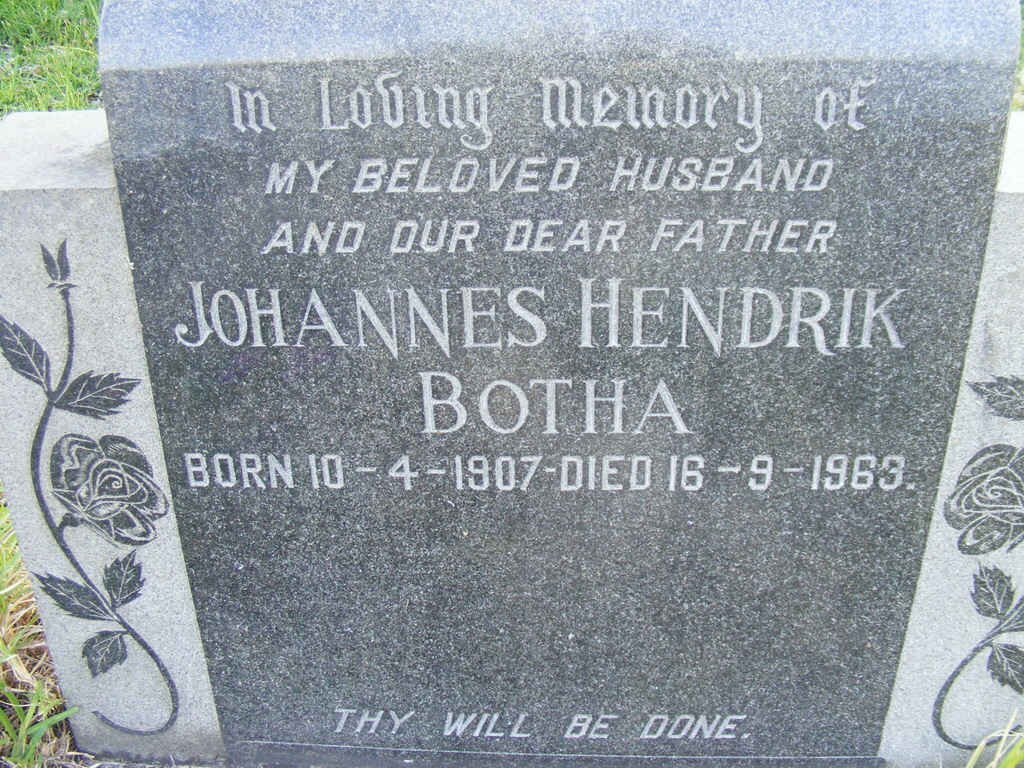 In Loving Memory of
MY BELOVED HUSBAND
AND OUR DEAR FATHER
JOHANNES HENDRIK
BOTHA
BORN 10-4-1907-DIED 16-9-1963.
THY WILL BE DONE.